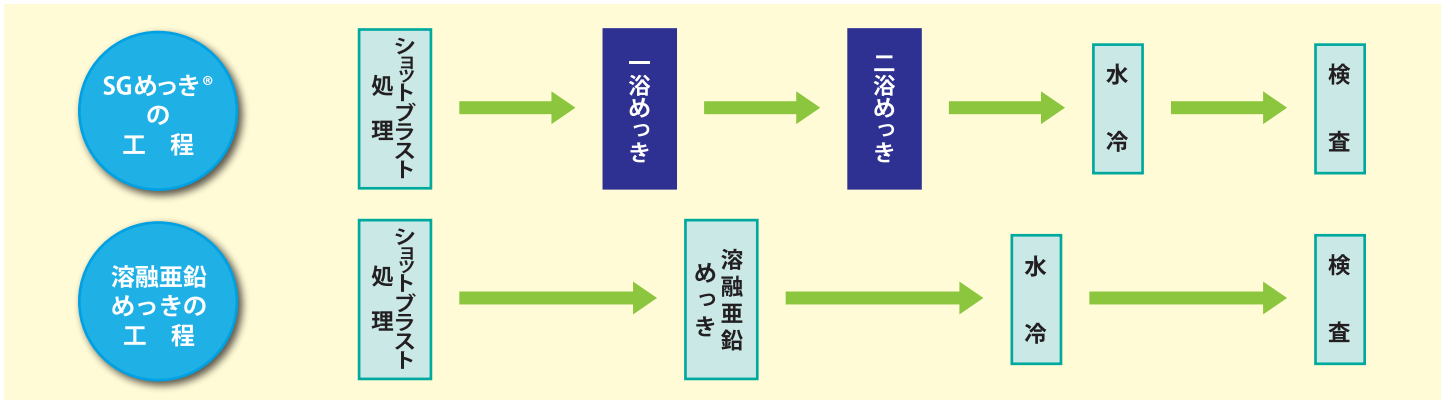 SGめっき®
の
工　程
ショットブラスト
処　理
一浴めっき
二浴めっき
水　冷
検　査
溶融亜鉛
めっきの
工　程
ショットブラスト
処　理
溶融亜鉛
めっき
水　冷
検　査